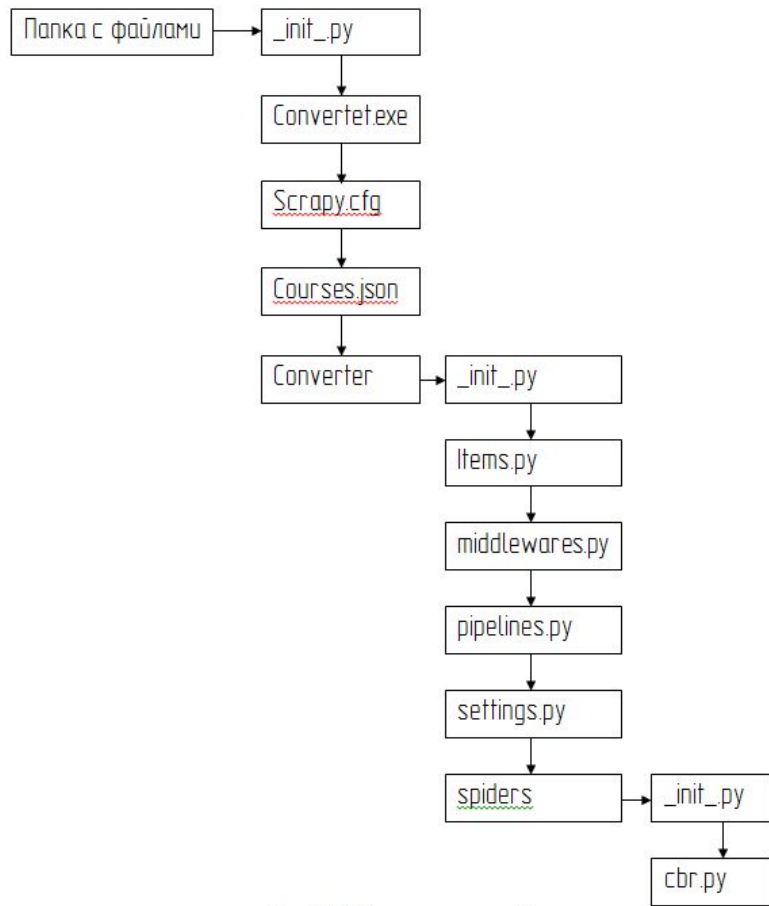 Папка с файлами
_init_.py
Convertet.exe
Scrapy.cfg
Courses.json
Converter
_init_.py
Items.py
middlewares.py
pipelines.py
settings.py
spiders
_init_.py
cbr.py